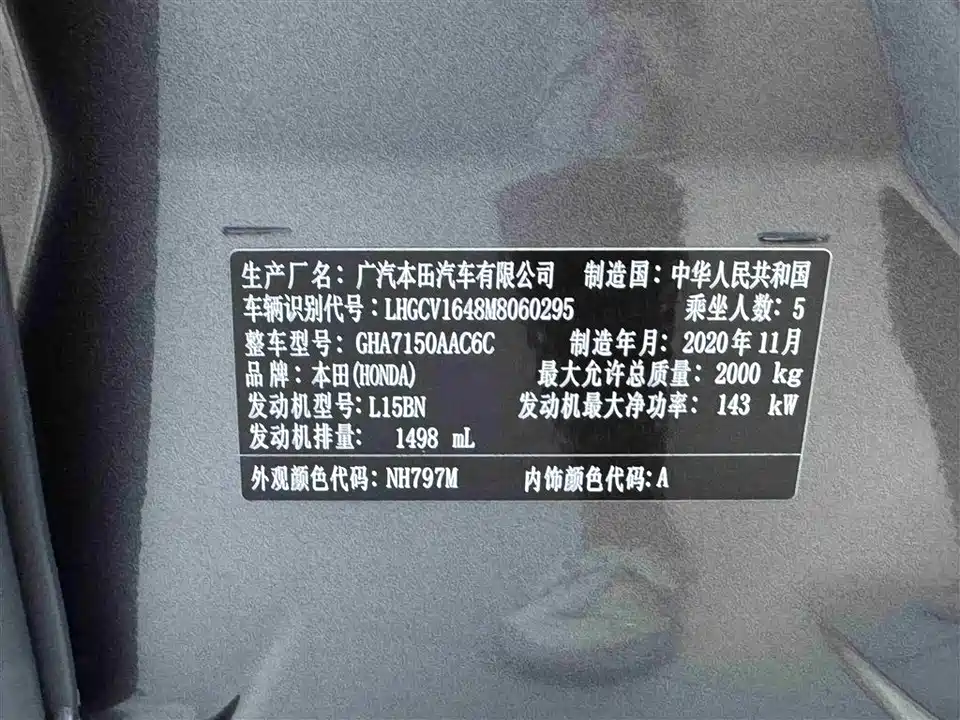 生产厂名：广汽本田汽车有限公司 制造国：中华人民共和国
车辆识别代号：LHGCV1648M8060295 乘坐人数：5
整车型号：GHA7150AAC6C 制造年月：2020年11月
品牌：本田(HONDA) 最大允许总质量：2000 kg
发动机型号：L15BN 发动机最大净功率：143 kW
发动机排量：1498 mL
外观颜色代码：NH797M 内饰颜色代码：A